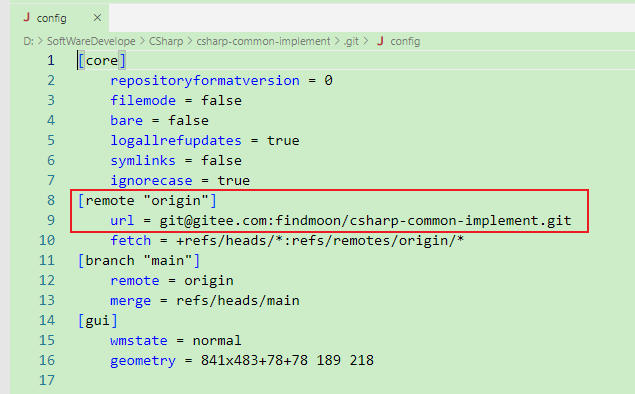 J config ×
D: > SoftWareDevelope > CSharp > csharp-common-implement > .git > J config
1 [core]
2 repositoryformatversion = 0
3 filemode = false
4 bare = false
5 logallrefupdates = true
6 symlinks = false
7 ignorecase = true
8 [remote "origin"]
9 url = git@gitee.com:findmoon/csharp-common-implement.git
10 fetch = +refs/heads/*:refs/remotes/origin/*
11 [branch "main"]
12 remote = origin
13 merge = refs/heads/main
14 [gui]
15 wmstate = normal
16 geometry = 841x483+78+78 189 218
17